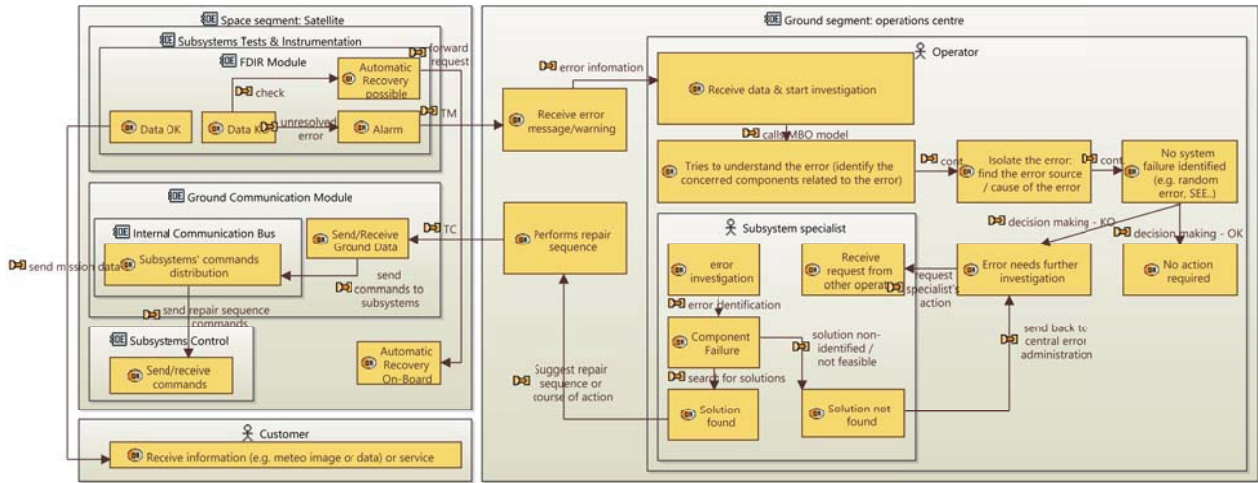 Space segment: Satellite
Subsystems Tests & Instrumentation
FDIR Module
Automatic
Recovery
possible
forward
request
check
Data OK
Data KO
unresolved
error
Alarm
TM
Ground Communication Module
Internal Communication Bus
Subsystems' commands
distribution
Send/Receive
Ground Data
TC
send mission data
send
commands to
subsystems
send repair sequence
commands
Subsystems Control
Send/receive
commands
Automatic
Recovery
On-Board
Customer
Receive information (e.g. meteo image or data) or service
Ground segment: operations centre
Operator
error infomation
Receive error
message/warning
Receive data & start investigation
calls MBO model
Tries to understand the error (identify the
concerred components related to the error)
cont.
Isolate the error:
find the error source
/ cause of the error
cont.
No system
failure identified
(e.g. random
error, SEE..)
decision making - KO
decision making - OK
Performs repair
sequence
Subsystem specialist
error
investigation
Receive
request from
other operator
request
specialist's
action
Error needs further
investigation
No action
required
error identification
Component
Failure
solution non-
identified /
not feasible
send back to
central error
administration
search for solutions
Suggest repair
sequence or
course of action
Solution
found
Solution not
found